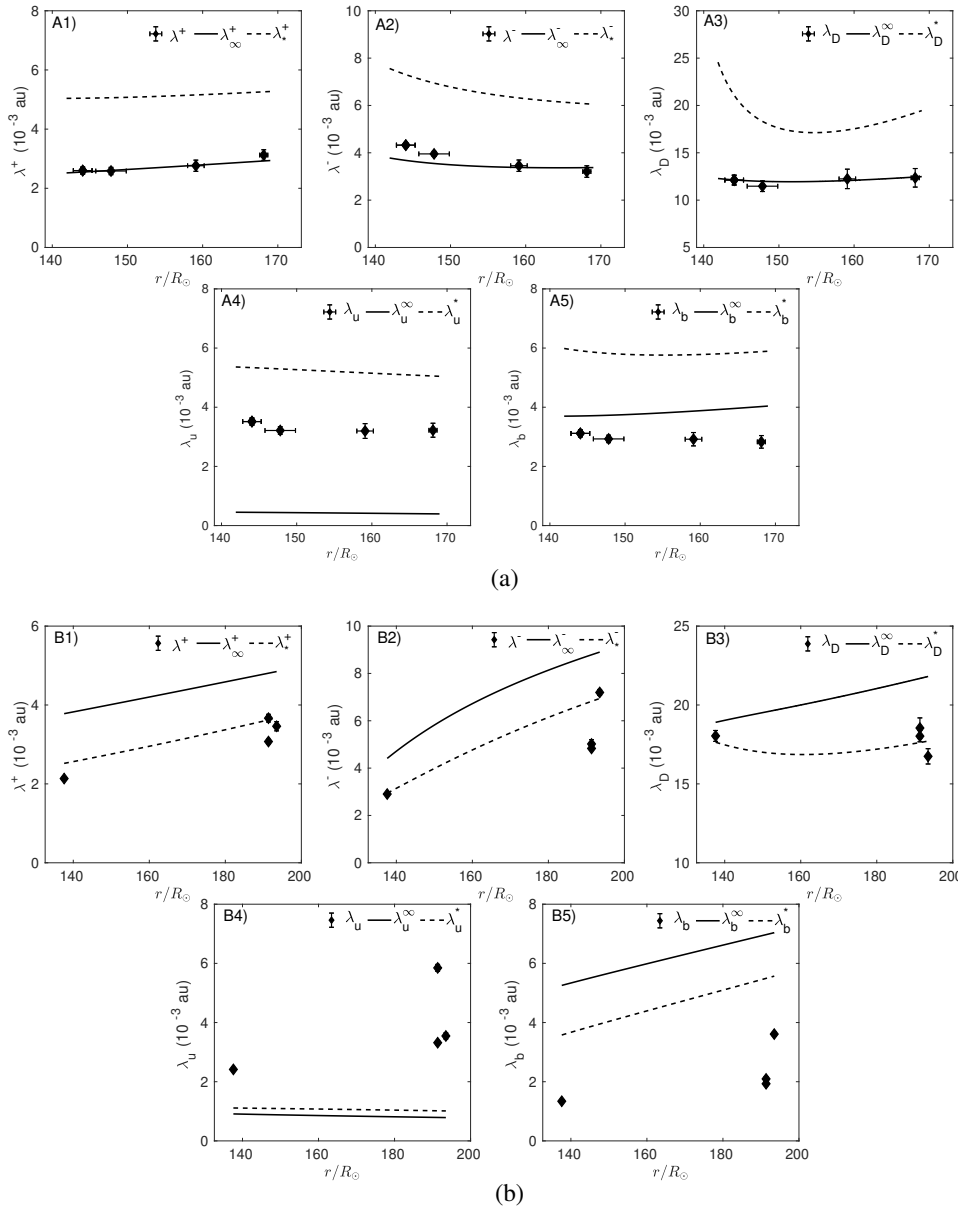 A1) λ⁺ λ⁺∞ λ⁺*
λ⁺ (10⁻³ au)
8
6
4
2
0
140 150 160 170
r/R⊙
A2) λ⁻ λ⁻∞ λ⁻*
λ⁻ (10⁻³ au)
8
6
4
2
0
140 150 160 170
r/R⊙
A3) λD λD^∞ λD^*
λD (10⁻³ au)
30
25
20
15
10
5
140 150 160 170
r/R⊙
A4) λu λu^∞ λu^*
λu (10⁻³ au)
8
6
4
2
0
140 150 160 170
r/R⊙
A5) λb λb^∞ λb^*
λb (10⁻³ au)
8
6
4
2
0
140 150 160 170
r/R⊙
(a)
B1) λ⁺ λ⁺∞ λ⁺*
λ⁺ (10⁻³ au)
6
4
2
0
140 160 180 200
r/R⊙
B2) λ⁻ λ⁻∞ λ⁻*
λ⁻ (10⁻³ au)
10
8
6
4
2
0
140 160 180 200
r/R⊙
B3) λD λD^∞ λD^*
λD (10⁻³ au)
25
20
15
10
140 160 180 200
r/R⊙
B4) λu λu^∞ λu^*
λu (10⁻³ au)
8
6
4
2
0
140 160 180 200
r/R⊙
B5) λb λb^∞ λb^*
λb (10⁻³ au)
8
6
4
2
0
140 160 180 200
r/R⊙
(b)